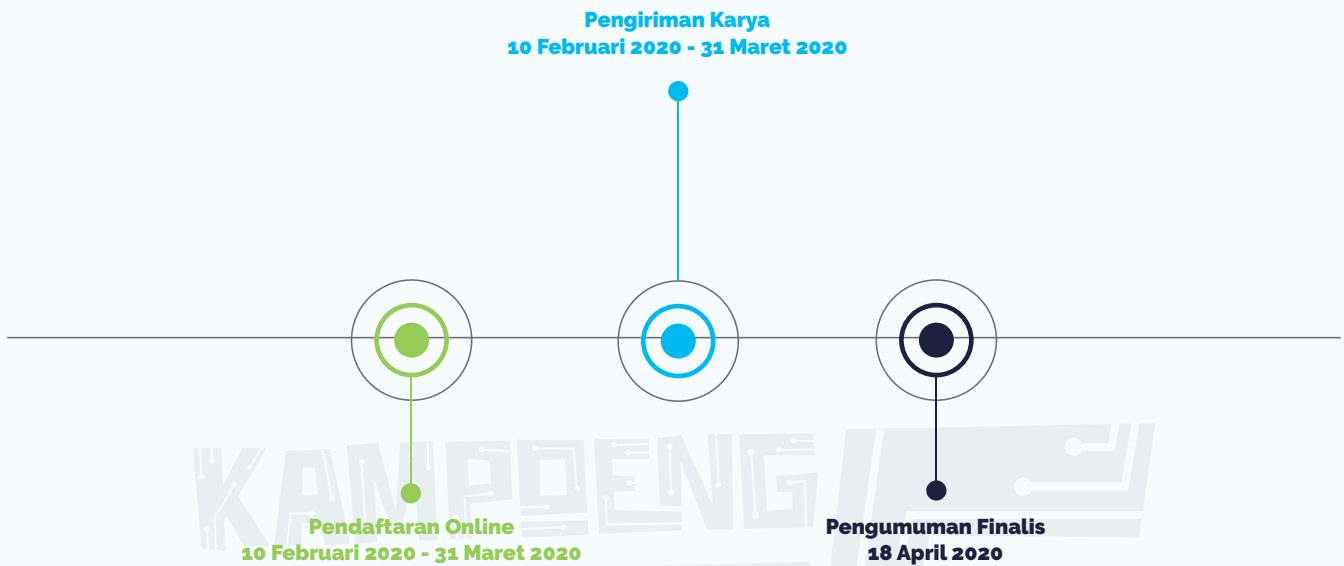 Pengiriman Karya
10 Februari 2020 - 31 Maret 2020
KAMPOENG
Pendaftaran Online
10 Februari 2020 - 31 Maret 2020
Pengumuman Finalis
18 April 2020